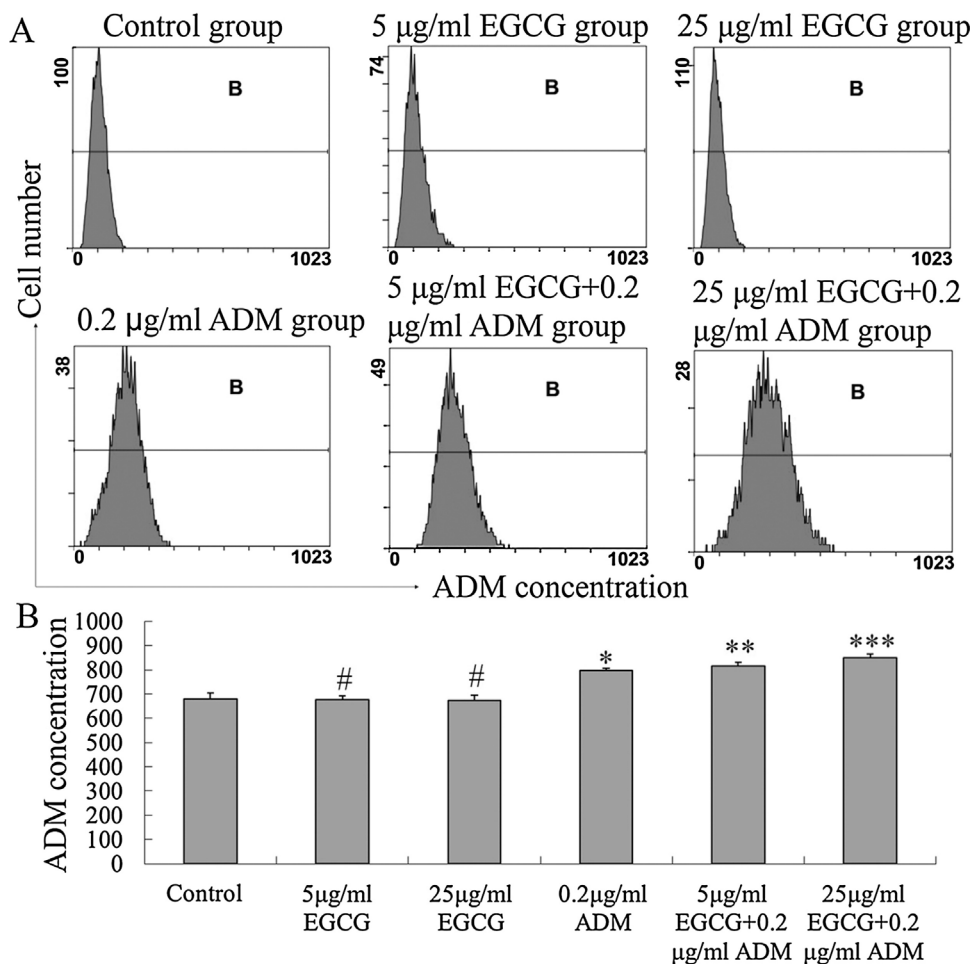 A
Control group
5 μg/ml EGCG group
25 μg/ml EGCG group
100
B
0
1023
74
B
0
1023
110
B
0
1023
Cell number
0.2 μg/ml ADM group
5 μg/ml EGCG+0.2
μg/ml ADM group
25 μg/ml EGCG+0.2
μg/ml ADM group
38
B
0
1023
49
B
0
1023
28
B
0
1023
ADM concentration
B
ADM concentration
1000
900
800
700
600
500
400
300
200
100
0
#
#
*
**
***
Control
5μg/ml
EGCG
25μg/ml
EGCG
0.2μg/ml
ADM
5μg/ml
EGCG+0.2
μg/ml ADM
25μg/ml
EGCG+0.2
μg/ml ADM